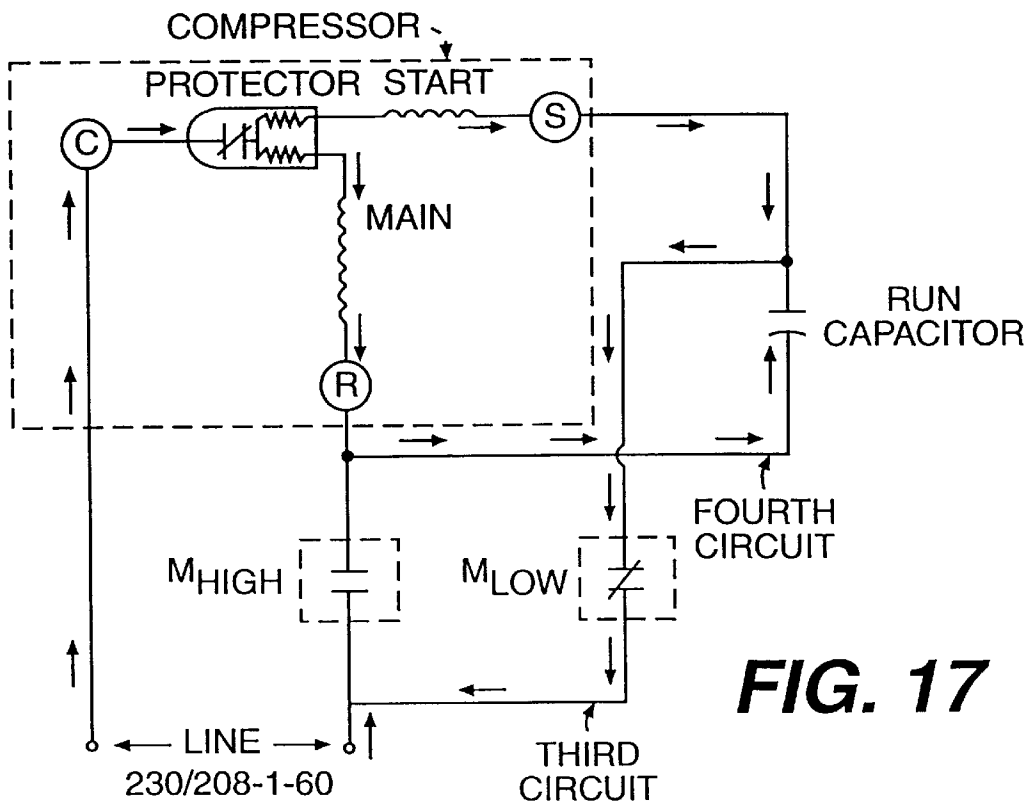 COMPRESSOR
PROTECTOR START
C
S
MAIN
R
RUN
CAPACITOR
FOURTH
CIRCUIT
MHIGH
MLOW
FIG. 17
LINE
230/208-1-60
THIRD
CIRCUIT